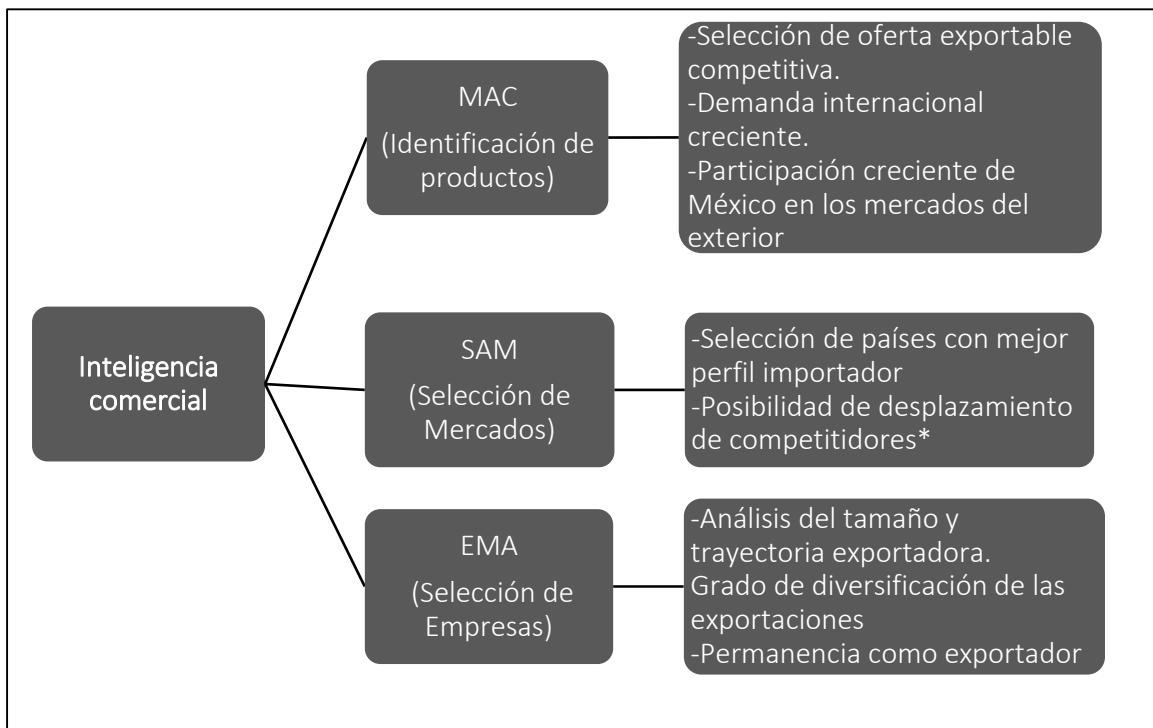 Inteligencia
comercial
MAC
(Identificación de
productos)
-Selección de oferta exportable
competitiva.
-Demanda internacional
creciente.
-Participación creciente de
México en los mercados del
exterior
SAM
(Selección de
Mercados)
-Selección de países con mejor
perfil importador
-Posibilidad de desplazamiento
de competitidores*
EMA
(Selección de
Empresas)
-Análisis del tamaño y
trayectoria exportadora.
Grado de diversificación de las
exportaciones
-Permanencia como exportador